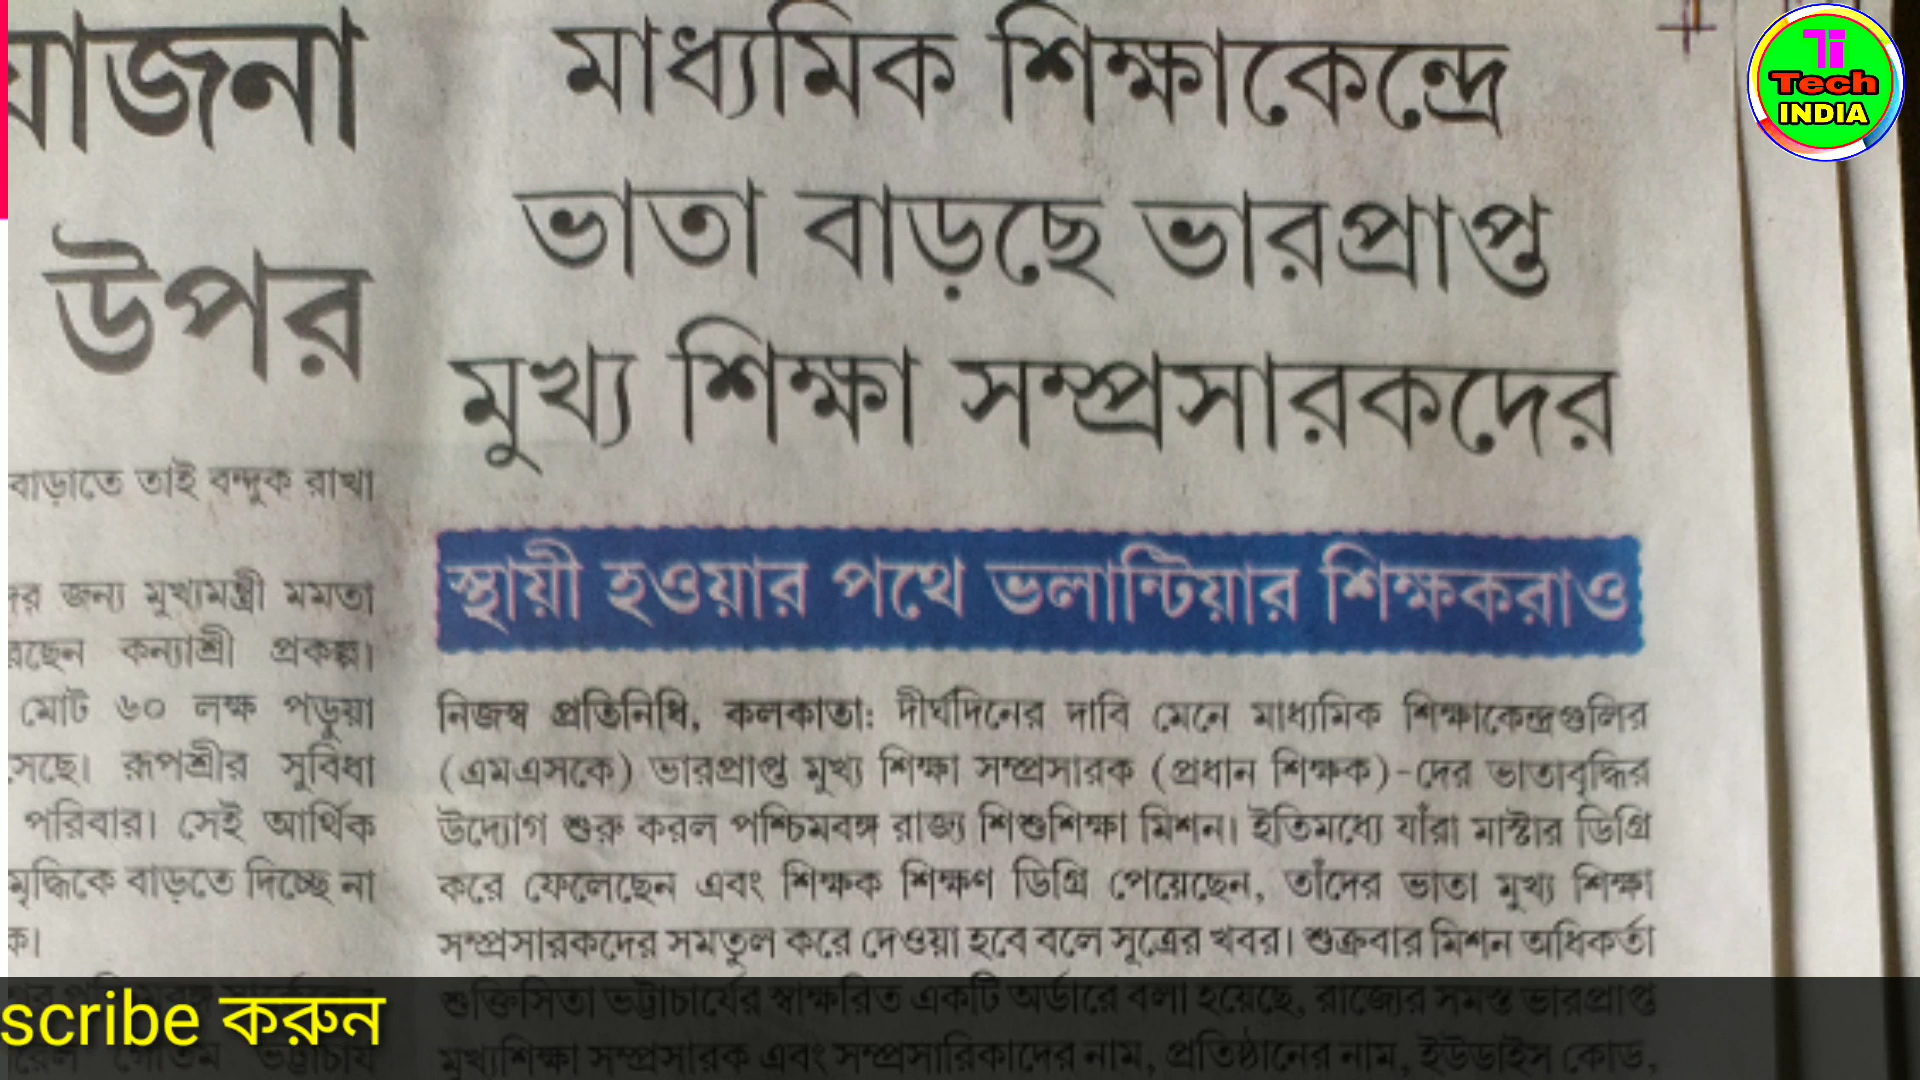 যোজনা
উপর
বাড়াতে তাই বন্দুক রাখা
জন্য মুখ্যমন্ত্রী মমতা
কন্যাশ্রী প্রকল্প।
মোট ৬০ লক্ষ পড়ুয়া
রূপশ্রীর সুবিধা
পরিবার। সেই আর্থিক
বাড়তে দিচ্ছে না
মাধ্যমিক শিক্ষাকেন্দ্রে
ভাতা বাড়ছে ভারপ্রাপ্ত
মুখ্য শিক্ষা সম্প্রসারকদের
স্থায়ী হওয়ার পথে ভলান্টিয়ার শিক্ষকরাও
নিজস্ব প্রতিনিধি, কলকাতা: দীর্ঘদিনের দাবি মেনে মাধ্যমিক শিক্ষাকেন্দ্রগুলির
(এমএসকে) ভারপ্রাপ্ত মুখ্য শিক্ষা সম্প্রসারক (প্রধান শিক্ষক)-দের ভাতাবৃদ্ধির
উদ্যোগ শুরু করল পশ্চিমবঙ্গ রাজ্য শিশুশিক্ষা মিশন। ইতিমধ্যে যাঁরা মাস্টার ডিগ্রি
করে ফেলেছেন এবং শিক্ষক শিক্ষণ ডিগ্রি পেয়েছেন, তাঁদের ভাতা মুখ্য শিক্ষা
সম্প্রসারকদের সমতুল করে দেওয়া হবে বলে সূত্রের খবর। শুক্রবার মিশন অধিকর্তা
শুক্তিসিতা ভট্টাচার্যের স্বাক্ষরিত একটি অর্ডারে বলা হয়েছে, রাজ্যের সমস্ত ভারপ্রাপ্ত
মুখ্যশিক্ষা সম্প্রসারক এবং সম্প্রসারিকাদের নাম, প্রতিষ্ঠানের নাম, ইউডাইস কোড,
scribe করুন
Ti
Tech
INDIA